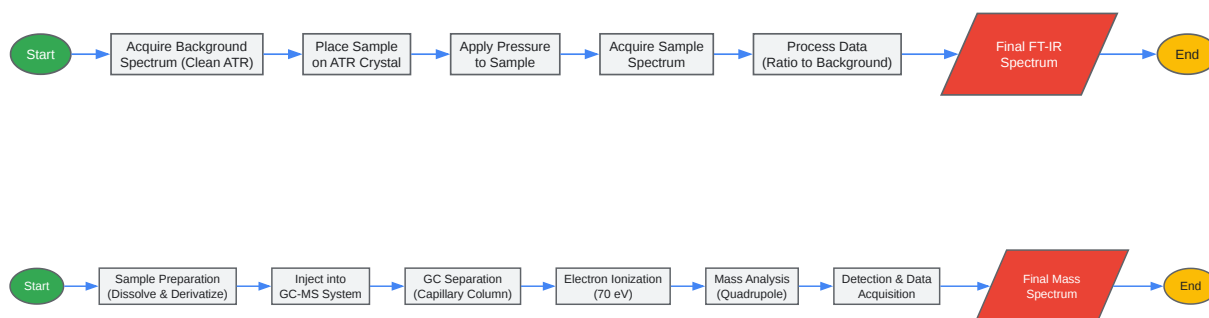 Start
Acquire Background
Spectrum (Clean ATR)
Place Sample
on ATR Crystal
Apply Pressure
to Sample
Acquire Sample
Spectrum
Process Data
(Ratio to Background)
Final FT-IR
Spectrum
End
Start
Sample Preparation
(Dissolve & Derivatize)
Inject into
GC-MS System
GC Separation
(Capillary Column)
Electron Ionization
(70 eV)
Mass Analysis
(Quadrupole)
Detection & Data
Acquisition
Final Mass
Spectrum
End